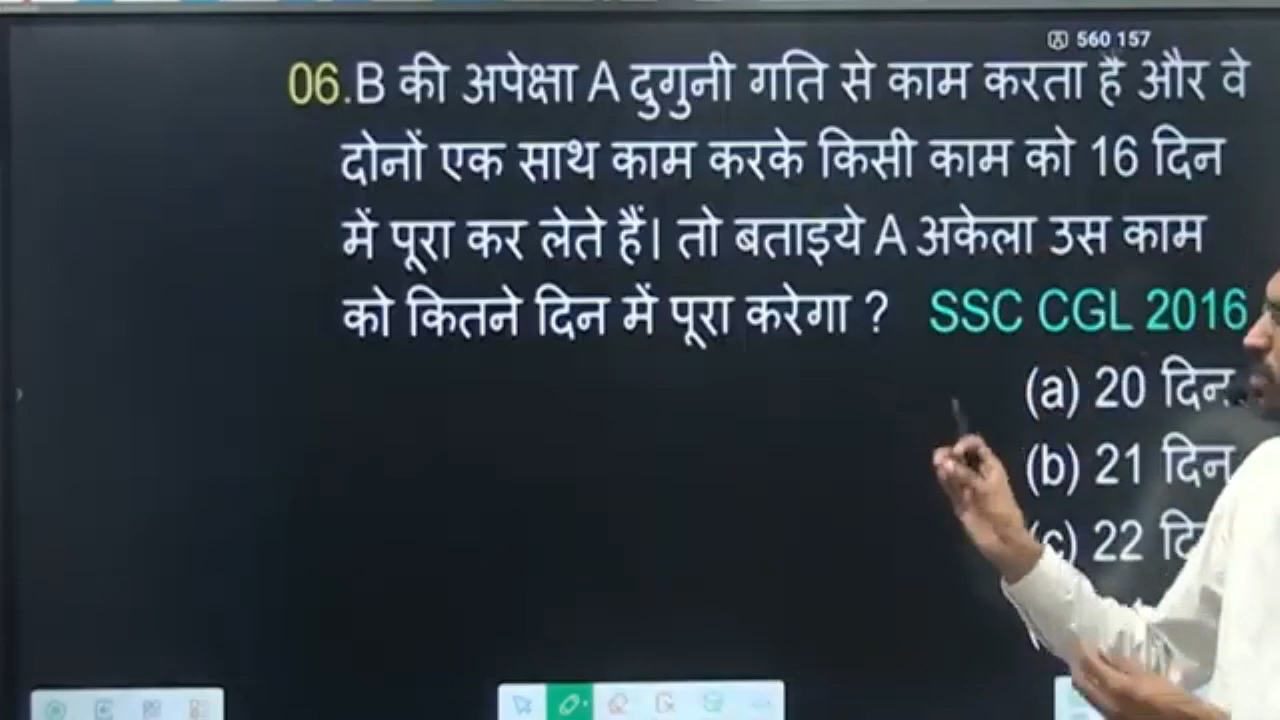 560 157
06.B की अपेक्षा A दुगुनी गति से काम करता है और वे
दोनों एक साथ काम करके किसी काम को 16 दिन
में पूरा कर लेते हैं। तो बताइये A अकेला उस काम
को कितने दिन में पूरा करेगा ? SSC CGL 2016
(a) 20 दिन
(b) 21 दिन
(c) 22